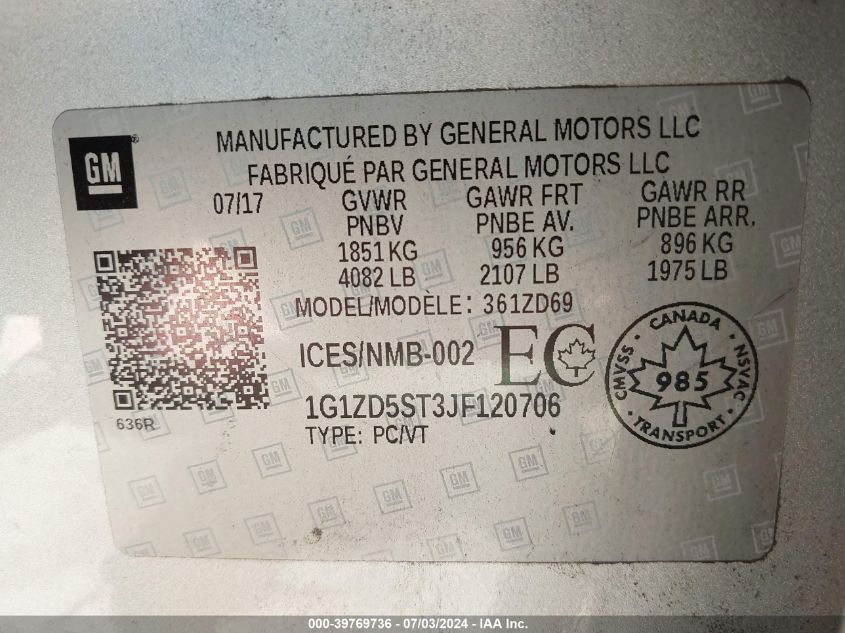 GM
MANUFACTURED BY GENERAL MOTORS LLC
FABRIQUÉ PAR GENERAL MOTORS LLC
07/17 GVWR GAWR FRT GAWR RR
PNBV PNBE AV. PNBE ARR.
1851 KG 956 KG 896 KG
4082 LB 2107 LB 1975 LB
MODEL/MODÈLE: 361ZD69
ICES/NMB-002 EC
CANADA
CMVSS 985 NSVAC
TRANSPORT
1G1ZD5ST3JF120706
636R
TYPE: PC/VT
000-39769736 - 07/03/2024 - IAA Inc.